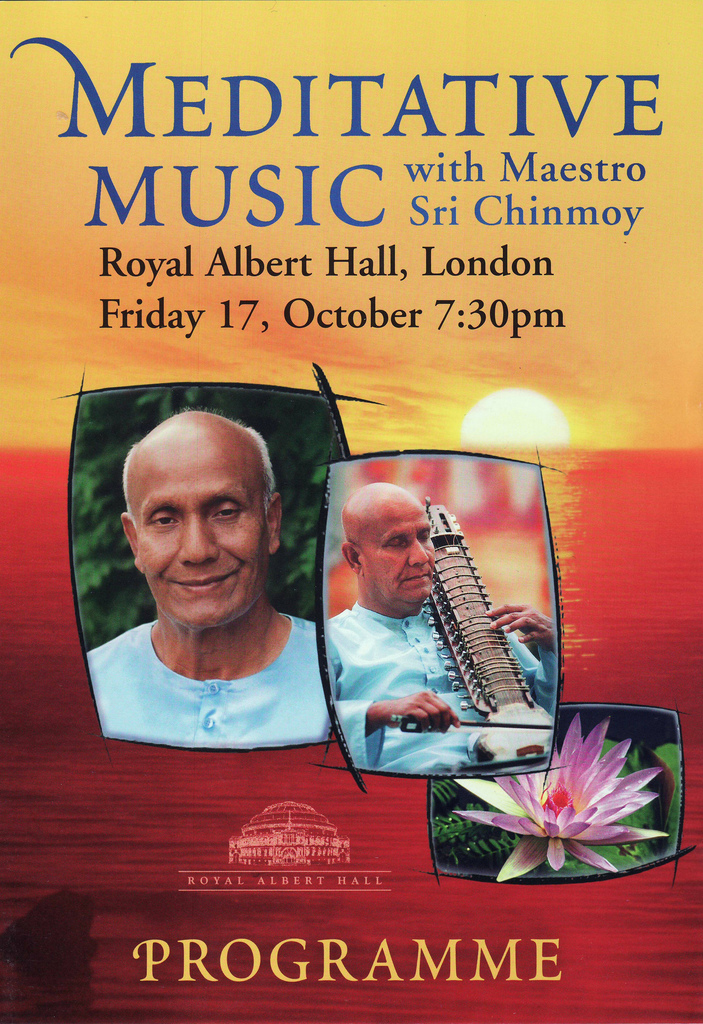 MEDITATIVE
MUSIC with Maestro
Sri Chinmoy
Royal Albert Hall, London
Friday 17, October 7:30pm
ROYAL ALBERT HALL
PROGRAMME